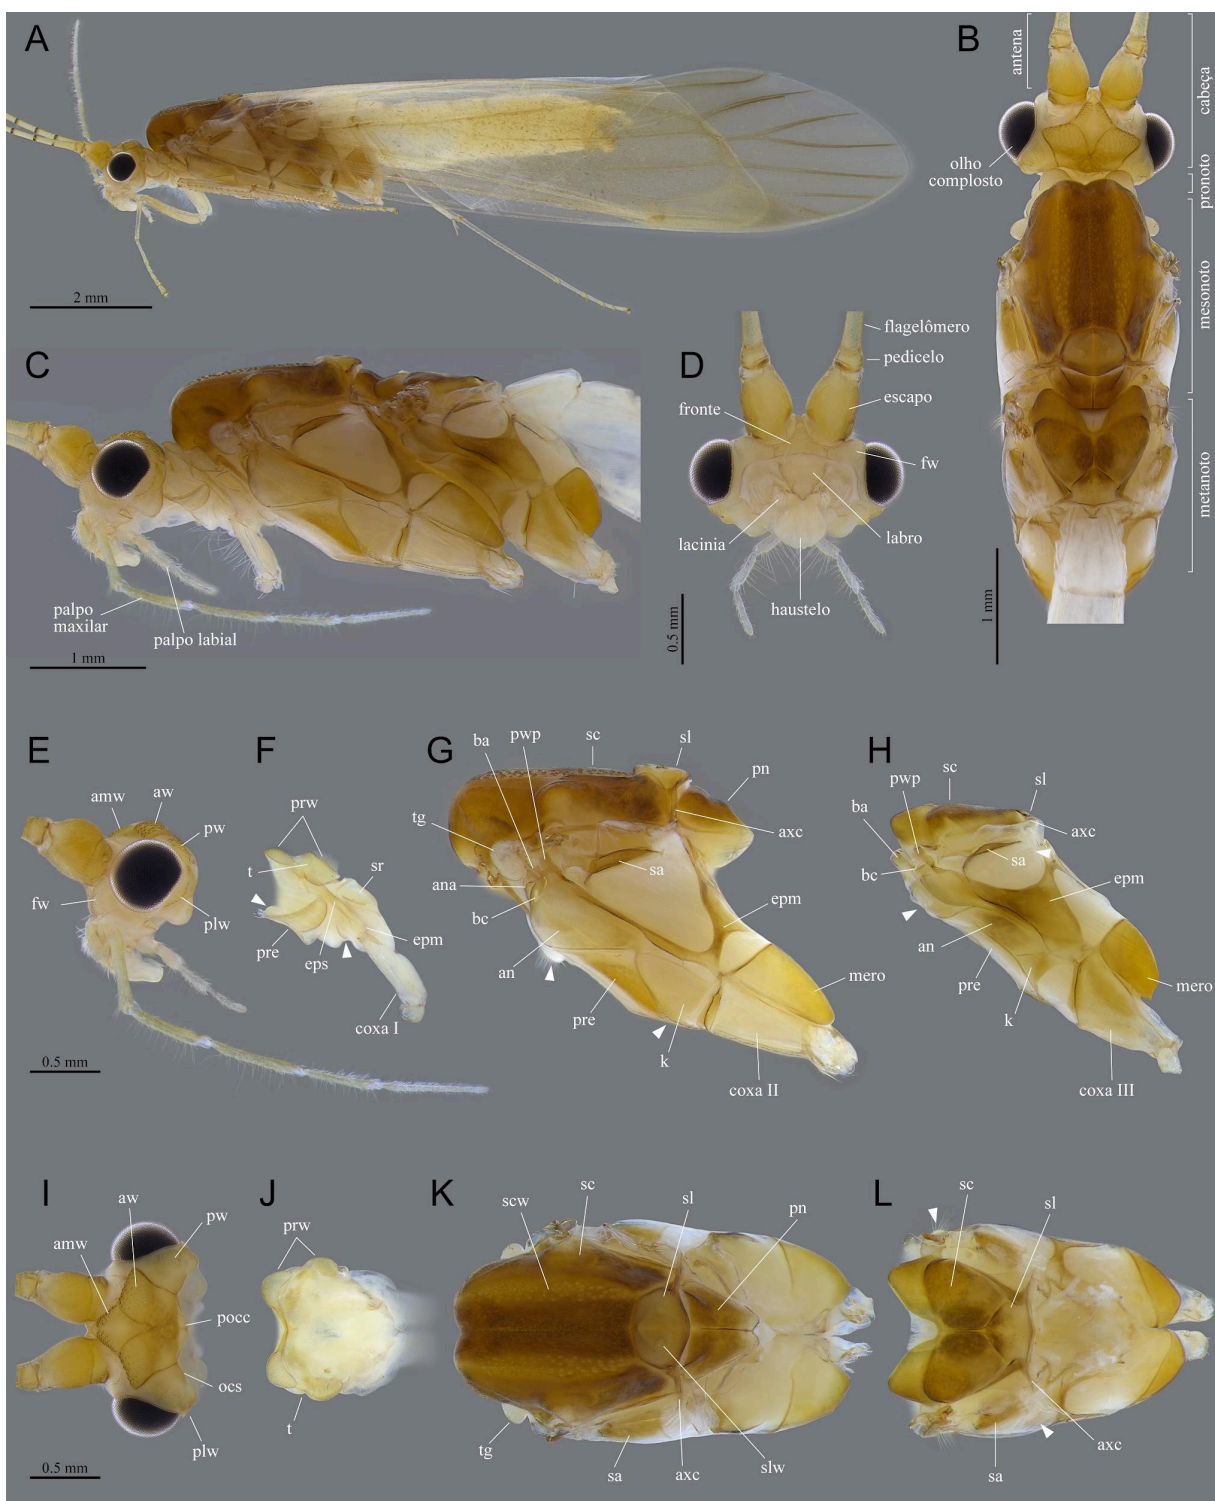 A
2 mm
B
antena
cabeça
olho
complosto
pronoto
mesonoto
metanoto
1 mm
C
palpo
maxilar
palpo labial
1 mm
D
flagelômero
pedicelo
escapo
fronte
fw
lacinia
labro
haustelo
0.5 mm
E
amw
aw
pw
fw
plw
0.5 mm
F
prw
t
sr
pre
eps
epm
coxa I
G
ba
pwp
sc
sl
pn
tg
axc
ana
sa
bc
epm
an
mero
pre
k
coxa II
H
pwp
sc
sl
ba
axc
bc
sa
epm
an
pre
mero
k
coxa III
I
aw
pw
amw
pocc
ocs
plw
0.5 mm
J
prw
t
K
scw
sc
sl
pn
tg
sa
axc
slw
L
sc
sl
axc
sa